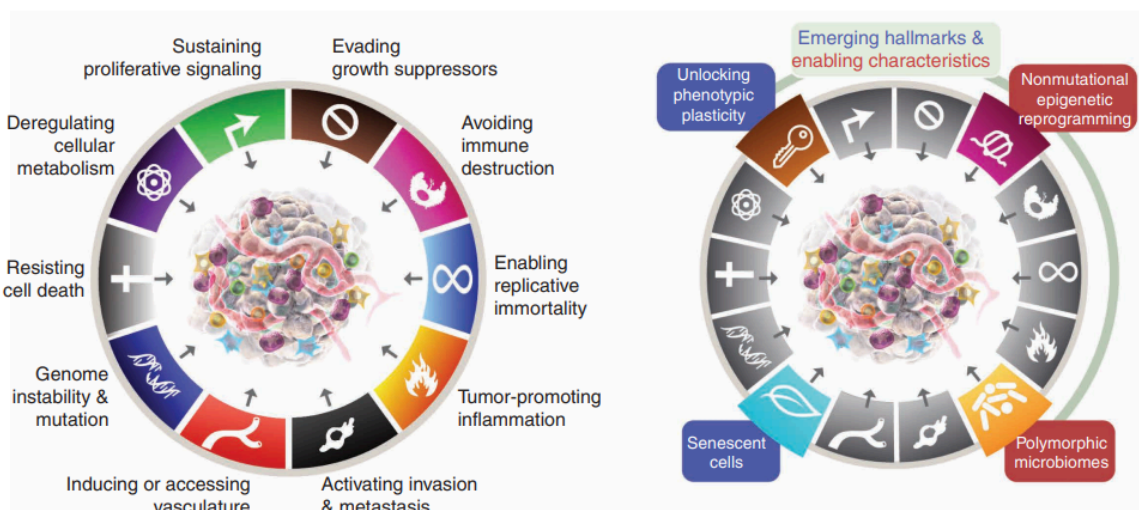 Sustaining
proliferative signaling
Evading
growth suppressors
Deregulating
cellular
metabolism
Avoiding
immune
destruction
Resisting
cell death
Enabling
replicative
immortality
Genome
instability &
mutation
Tumor-promoting
inflammation
Inducing or accessing
vasculature
Activating invasion
& metastasis
Emerging hallmarks &
enabling characteristics
Unlocking
phenotypic
plasticity
Nonmutational
epigenetic
reprogramming
Senescent
cells
Polymorphic
microbiomes